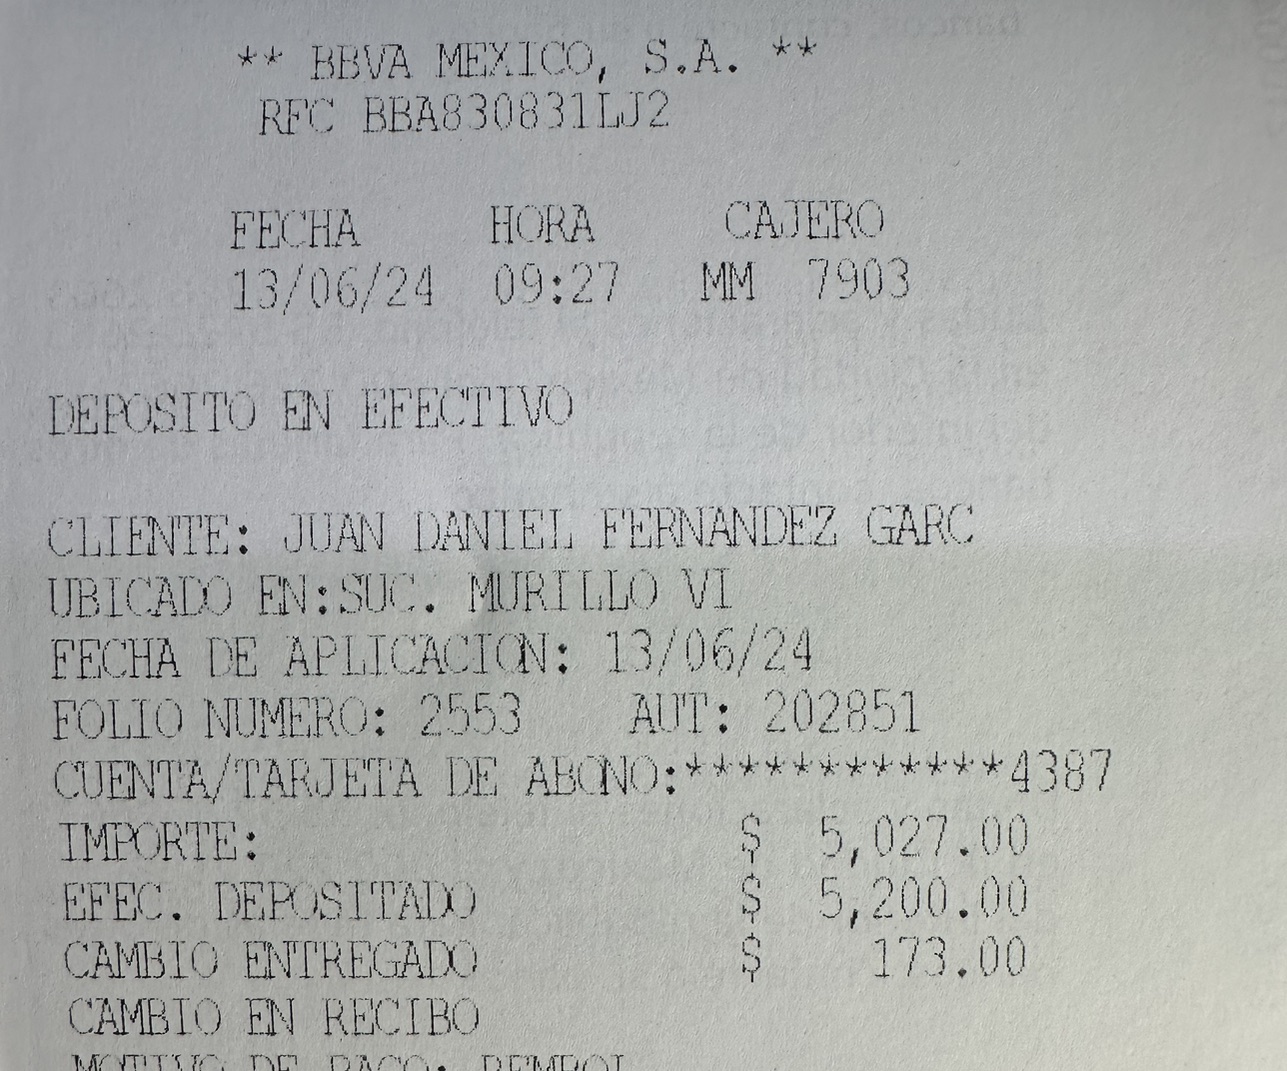 ** BBVA MEXICO, S.A. **
RFC BBA830831LJ2
FECHA HORA CAJERO
13/06/24 09:27 MM 7903
DEPOSITO EN EFECTIVO
CLIENTE: JUAN DANIEL FERNANDEZ GARC
UBICADO EN:SUC. MURILLO VI
FECHA DE APLICACION: 13/06/24
FOLIO NUMERO: 2553 AUT: 202851
CUENTA/TARJETA DE ABONO:************4387
IMPORTE: $ 5,027.00
EFEC. DEPOSITADO $ 5,200.00
CAMBIO ENTREGADO $ 173.00
CAMBIO EN RECIBO
MOTIVO DE PAGO: